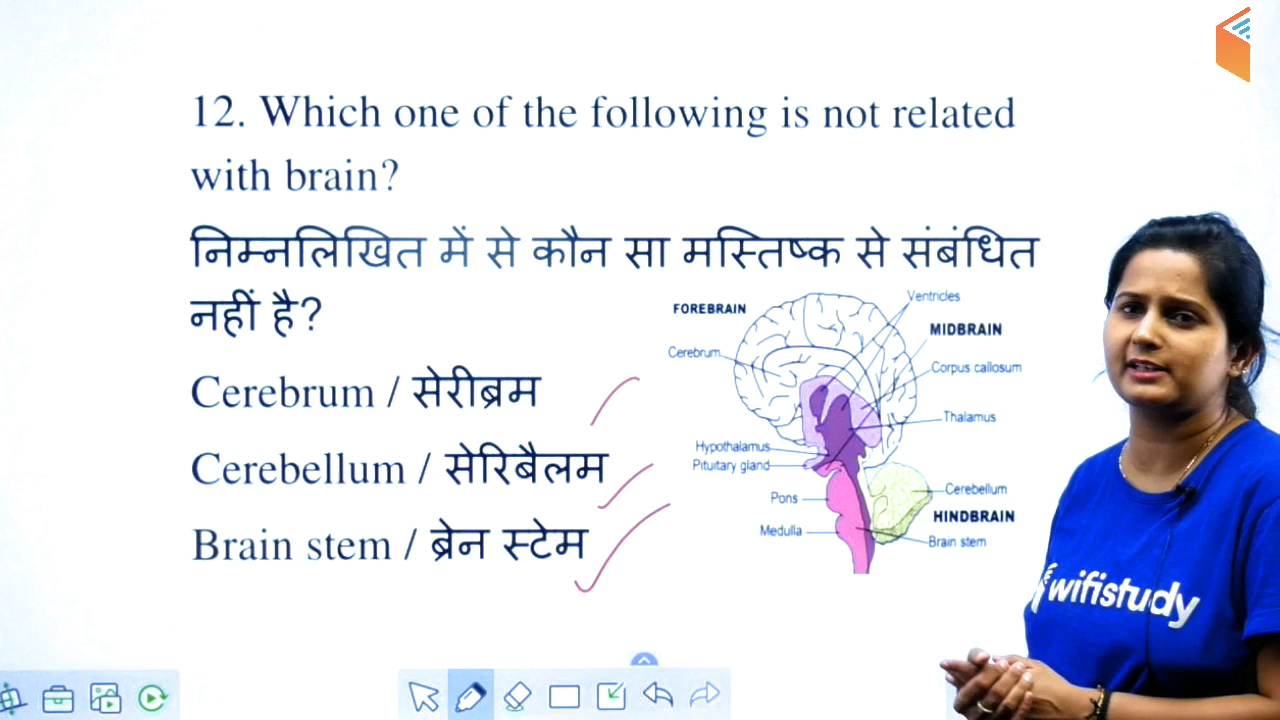 12. Which one of the following is not related
with brain?
निम्नलिखित में से कौन सा मस्तिष्क से संबंधित
नहीं है?
Cerebrum / सेरीब्रम
Cerebellum / सेरिबैलम
Brain stem / ब्रेन स्टेम
Ventricles
FOREBRAIN
MIDBRAIN
Cerebrum
Corpus callosum
Thalamus
Hypothalamus
Pituitary gland
Cerebellum
Pons
HINDBRAIN
Medulla
Brain stem
wifistudy